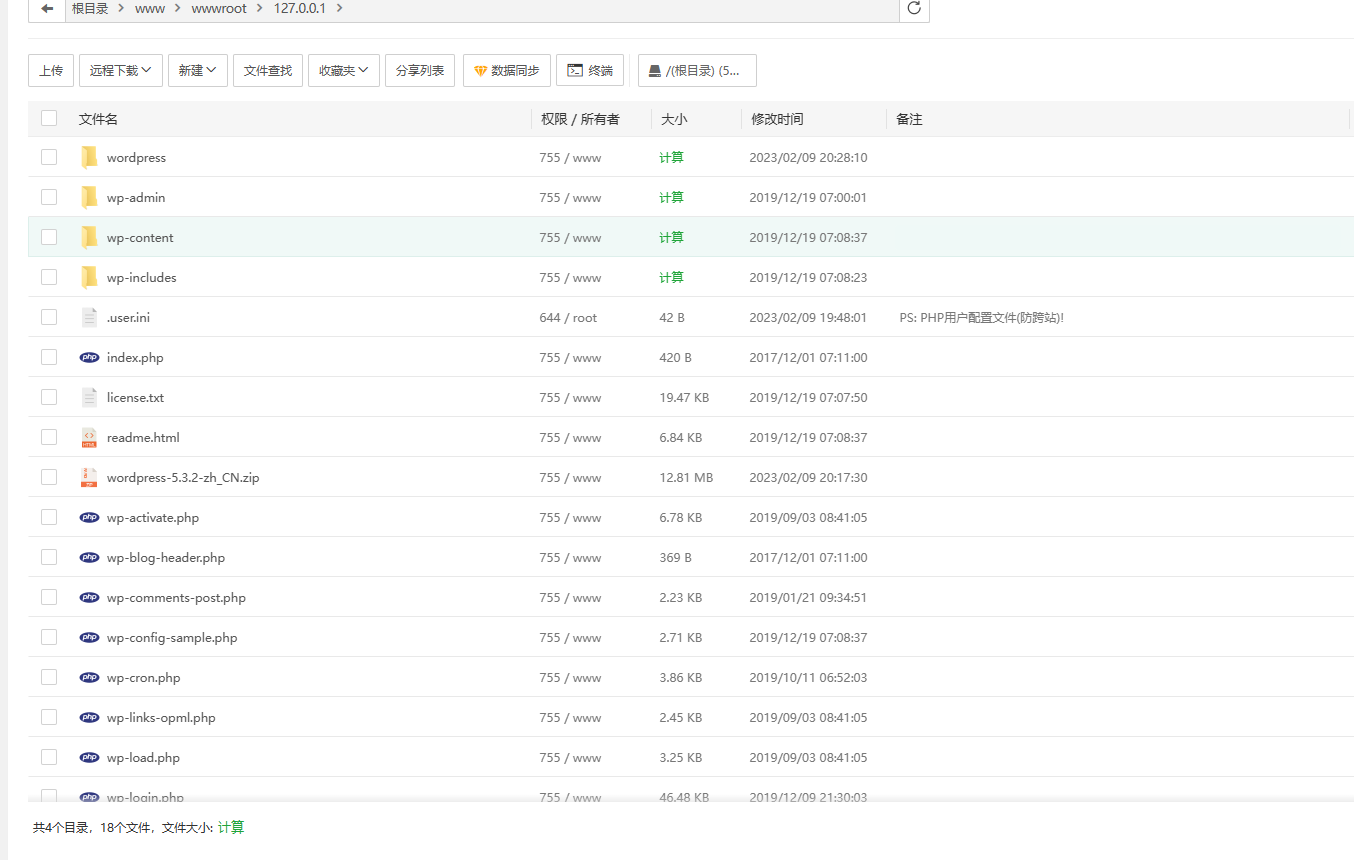 根目录 > www > wwwroot > 127.0.0.1 >
上传 远程下载 新建 文件查找 收藏夹 分享列表 数据同步 终端 /(根目录) (5...
文件名 权限 / 所有者 大小 修改时间 备注
wordpress 755 / www 计算 2023/02/09 20:28:10
wp-admin 755 / www 计算 2019/12/19 07:00:01
wp-content 755 / www 计算 2019/12/19 07:08:37
wp-includes 755 / www 计算 2019/12/19 07:08:23
.user.ini 644 / root 42 B 2023/02/09 19:48:01 PS: PHP用户配置文件(防跨站)!
php index.php 755 / www 420 B 2017/12/01 07:11:00
license.txt 755 / www 19.47 KB 2019/12/19 07:07:50
readme.html 755 / www 6.84 KB 2019/12/19 07:08:37
wordpress-5.3.2-zh_CN.zip 755 / www 12.81 MB 2023/02/09 20:17:30
php wp-activate.php 755 / www 6.78 KB 2019/09/03 08:41:05
php wp-blog-header.php 755 / www 369 B 2017/12/01 07:11:00
php wp-comments-post.php 755 / www 2.23 KB 2019/01/21 09:34:51
php wp-config-sample.php 755 / www 2.71 KB 2019/12/19 07:08:37
php wp-cron.php 755 / www 3.86 KB 2019/10/11 06:52:03
php wp-links-opml.php 755 / www 2.45 KB 2019/09/03 08:41:05
php wp-load.php 755 / www 3.25 KB 2019/09/03 08:41:05
php wp-login.php 755 / www 46.48 KB 2019/12/09 21:30:03
共4个目录，18个文件，文件大小: 计算